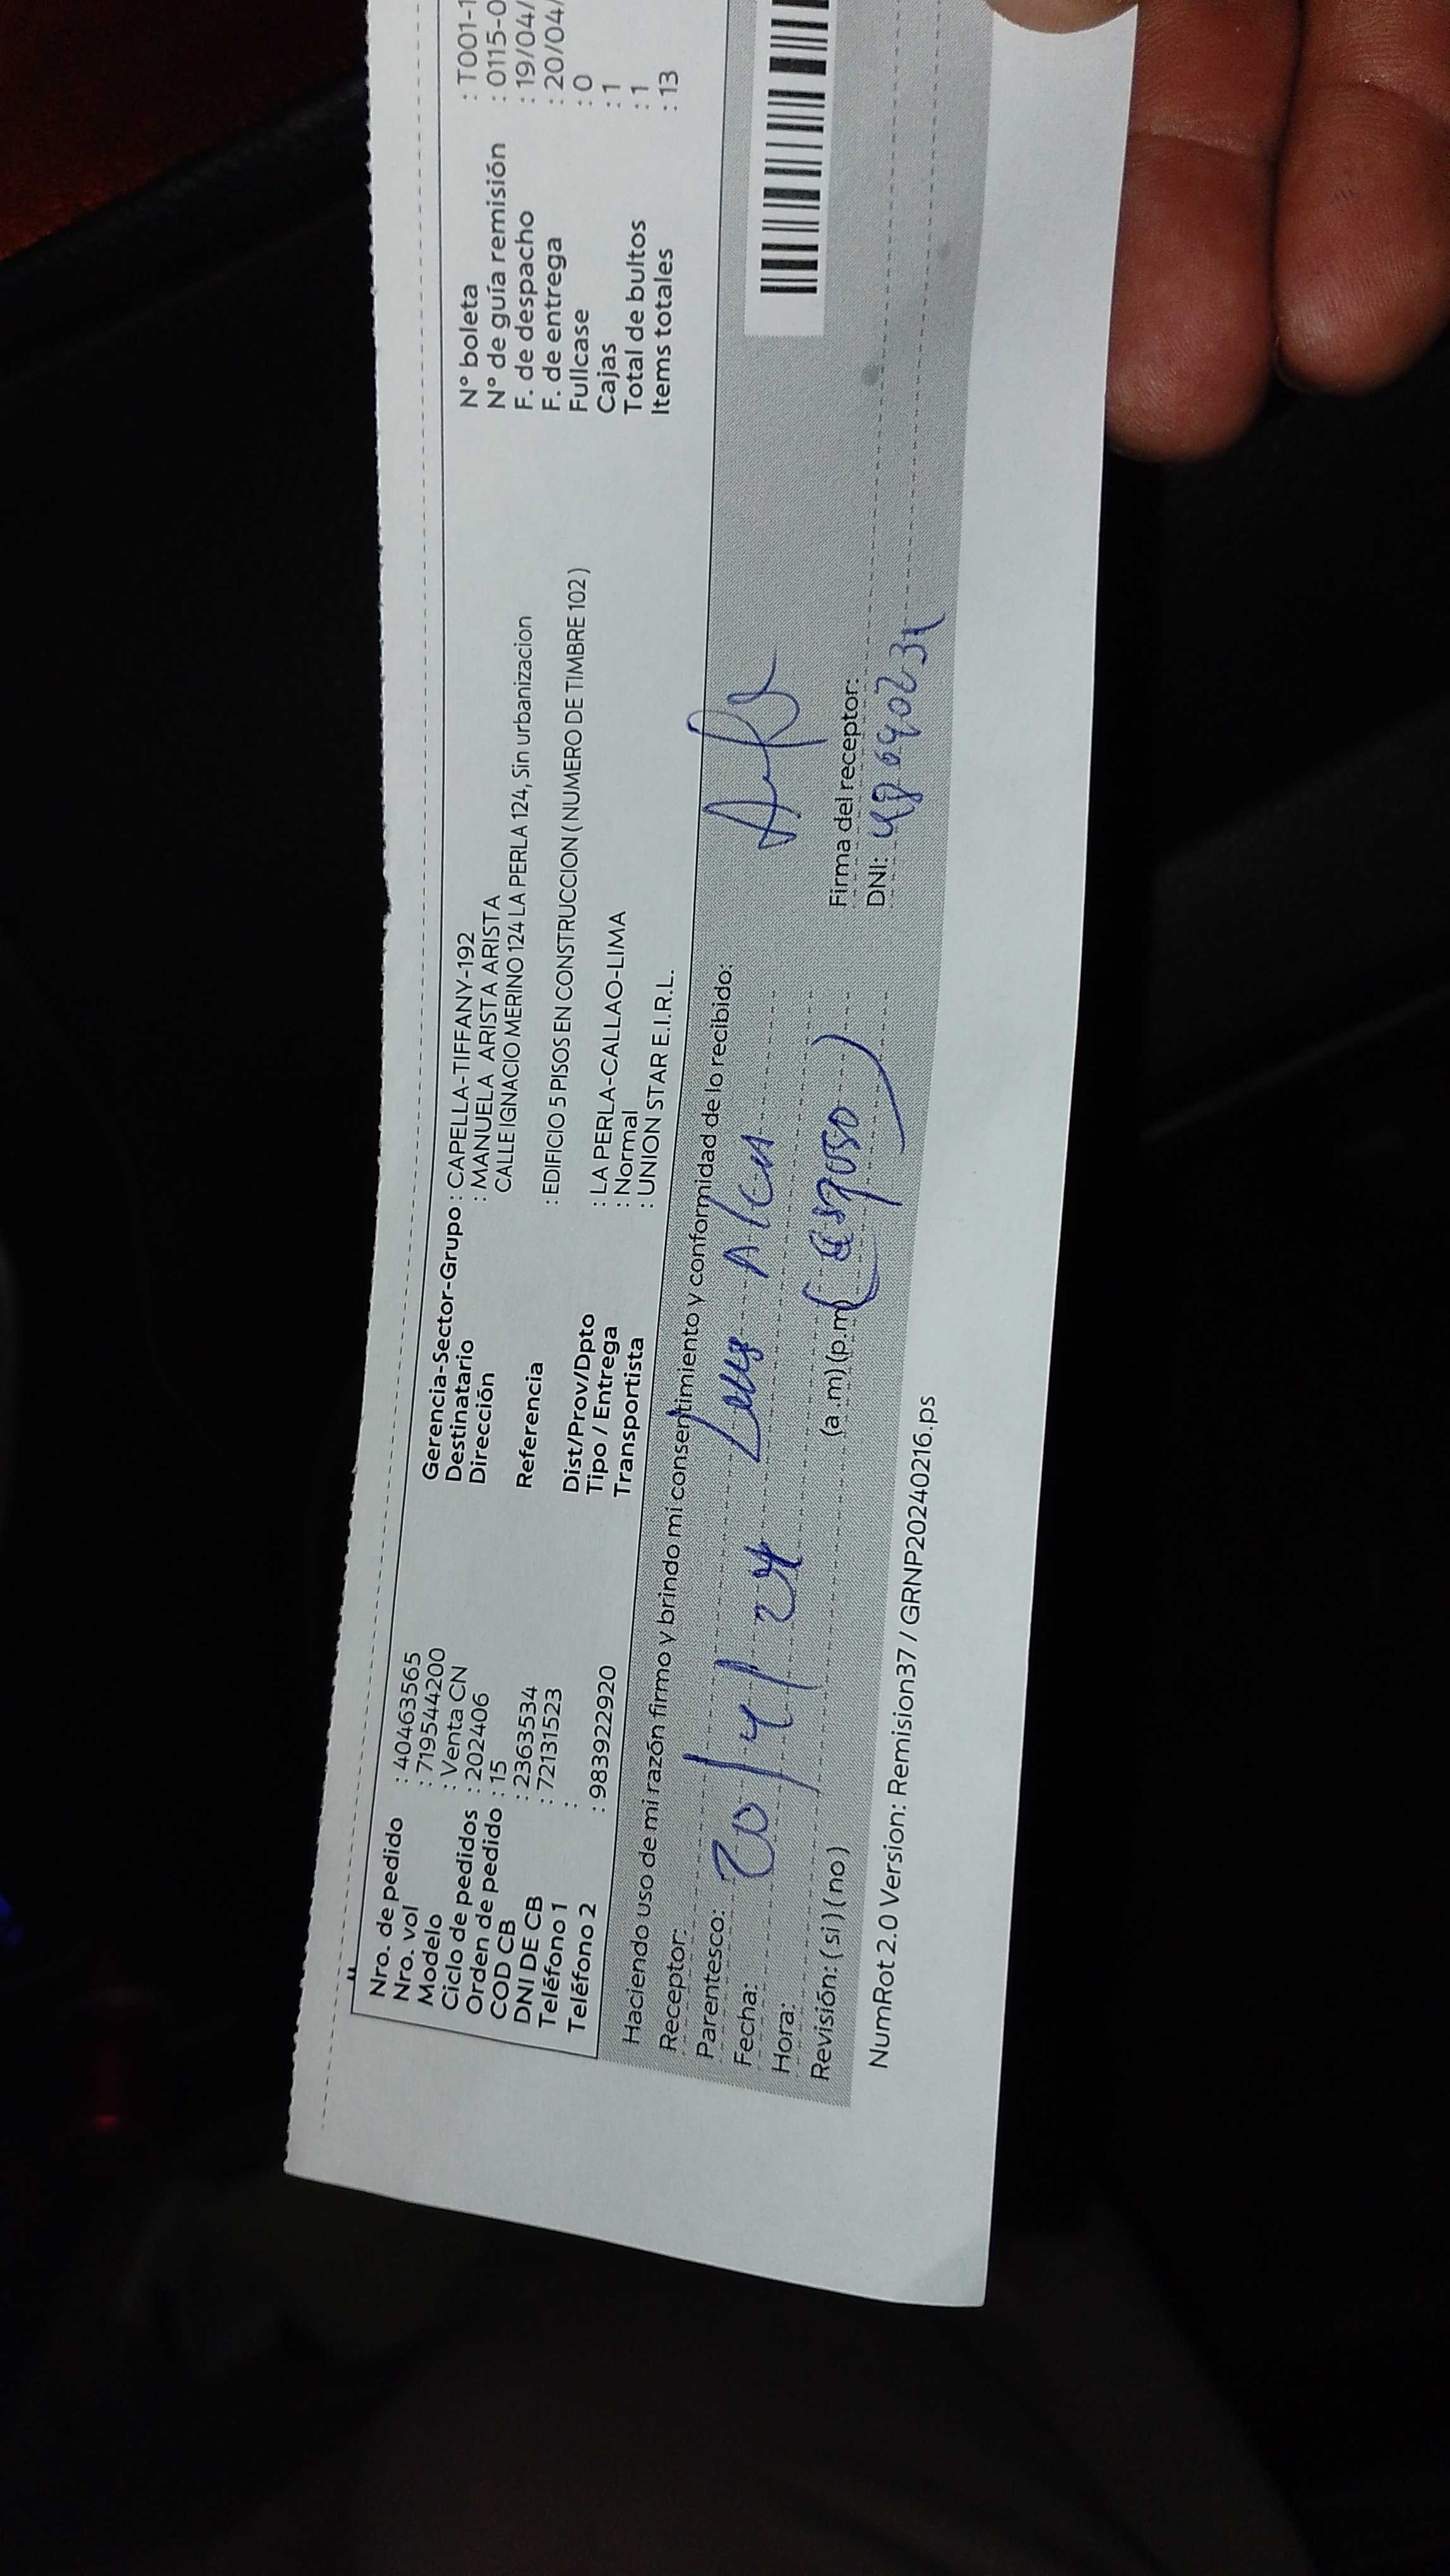 Nro. de pedido : 40463565
Nro. vol : 719544200
Modelo : Venta CN
Ciclo de pedidos : 202406
Orden de pedido : 15
COD CB : 2363534
DNI DE CB : 72131523
Teléfono 1 :
Teléfono 2 : 983922920
Gerencia-Sector-Grupo : CAPELLA-TIFFANY-192
Destinatario : MANUELA ARISTA ARISTA
Dirección CALLE IGNACIO MERINO 124 LA PERLA 124, Sin urbanizacion
Referencia : EDIFICIO 5 PISOS EN CONSTRUCCION ( NUMERO DE TIMBRE 102 )
Dist/Prov/Dpto : LA PERLA-CALLAO-LIMA
Tipo / Entrega : Normal
Transportista : UNION STAR E.I.R.L.
N° boleta : T001-1
N° de guía remisión : 0115-0
F. de despacho : 19/04/
F. de entrega : 20/04/
Fullcase : 0
Cajas : 1
Total de bultos : 1
Items totales : 13
Haciendo uso de mi razón firmo y brindo mi consentimiento y conformidad de lo recibido:
Receptor:
Parentesco:
Fecha: 20/4/24
Hora: (a .m) (p.m) (esposo)
Revisión: ( si ) ( no )
Firma del receptor:
DNI:
NumRot 2.0 Version: Remision37 / GRNP20240216.ps